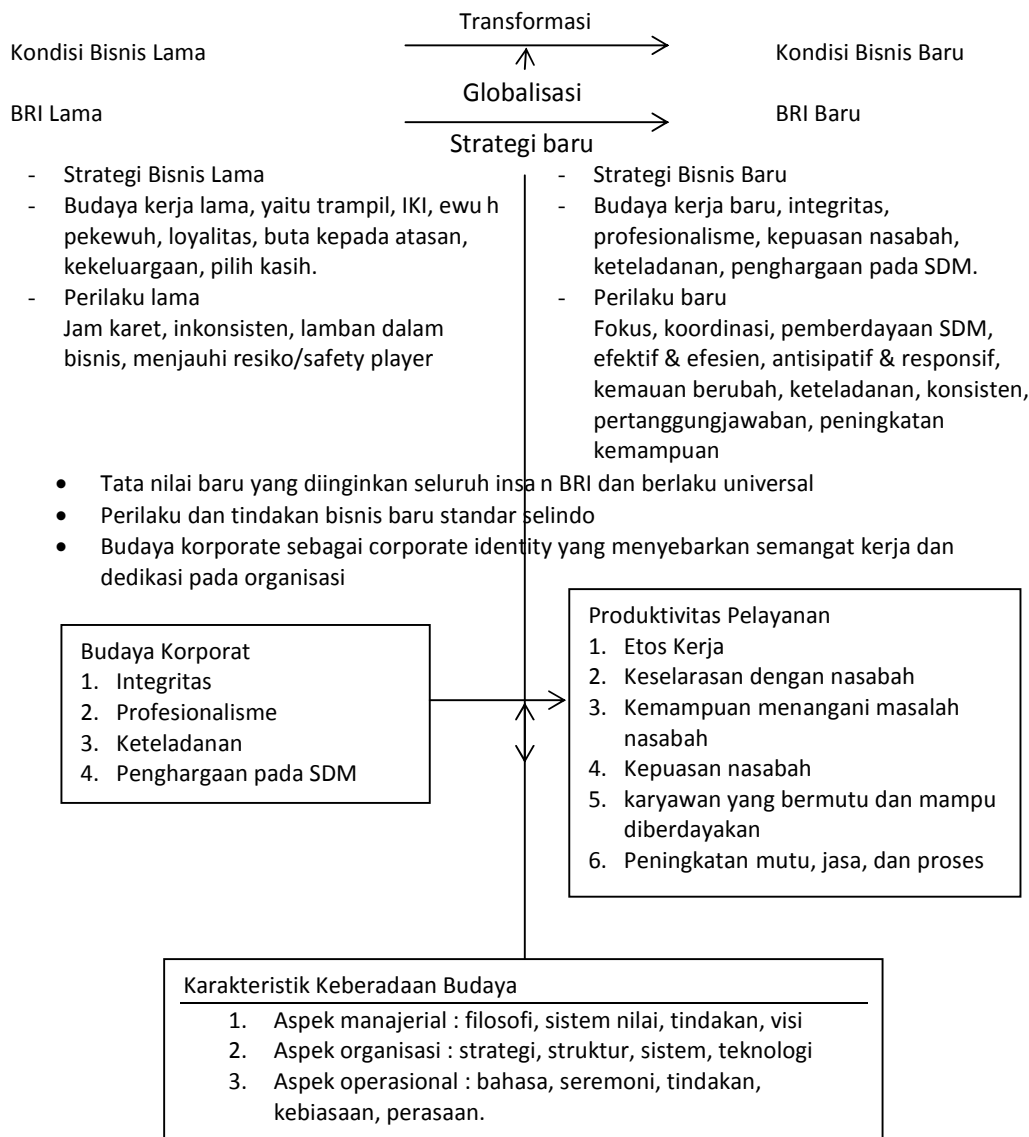 Transformasi
Kondisi Bisnis Lama
Kondisi Bisnis Baru
Globalisasi
BRI Lama
BRI Baru
Strategi baru
- Strategi Bisnis Lama
- Budaya kerja lama, yaitu trampil, IKI, ewu h
pekewuh, loyalitas, buta kepada atasan,
kekeluargaan, pilih kasih.
- Perilaku lama
Jam karet, inkonsisten, lamban dalam
bisnis, menjauhi resiko/safety player
- Strategi Bisnis Baru
- Budaya kerja baru, integritas,
profesionalisme, kepuasan nasabah,
keteladanan, penghargaan pada SDM.
- Perilaku baru
Fokus, koordinasi, pemberdayaan SDM,
efektif & efesien, antisipatif & responsif,
kemauan berubah, keteladanan, konsisten,
pertanggungjawaban, peningkatan
kemampuan
• Tata nilai baru yang diinginkan seluruh insa n BRI dan berlaku universal
• Perilaku dan tindakan bisnis baru standar selindo
• Budaya korporate sebagai corporate identity yang menyebarkan semangat kerja dan
dedikasi pada organisasi
Budaya Korporat
1. Integritas
2. Profesionalisme
3. Keteladanan
4. Penghargaan pada SDM
Produktivitas Pelayanan
1. Etos Kerja
2. Keselarasan dengan nasabah
3. Kemampuan menangani masalah
nasabah
4. Kepuasan nasabah
5. karyawan yang bermutu dan mampu
diberdayakan
6. Peningkatan mutu, jasa, dan proses
Karakteristik Keberadaan Budaya
1. Aspek manajerial : filosofi, sistem nilai, tindakan, visi
2. Aspek organisasi : strategi, struktur, sistem, teknologi
3. Aspek operasional : bahasa, seremoni, tindakan,
kebiasaan, perasaan.